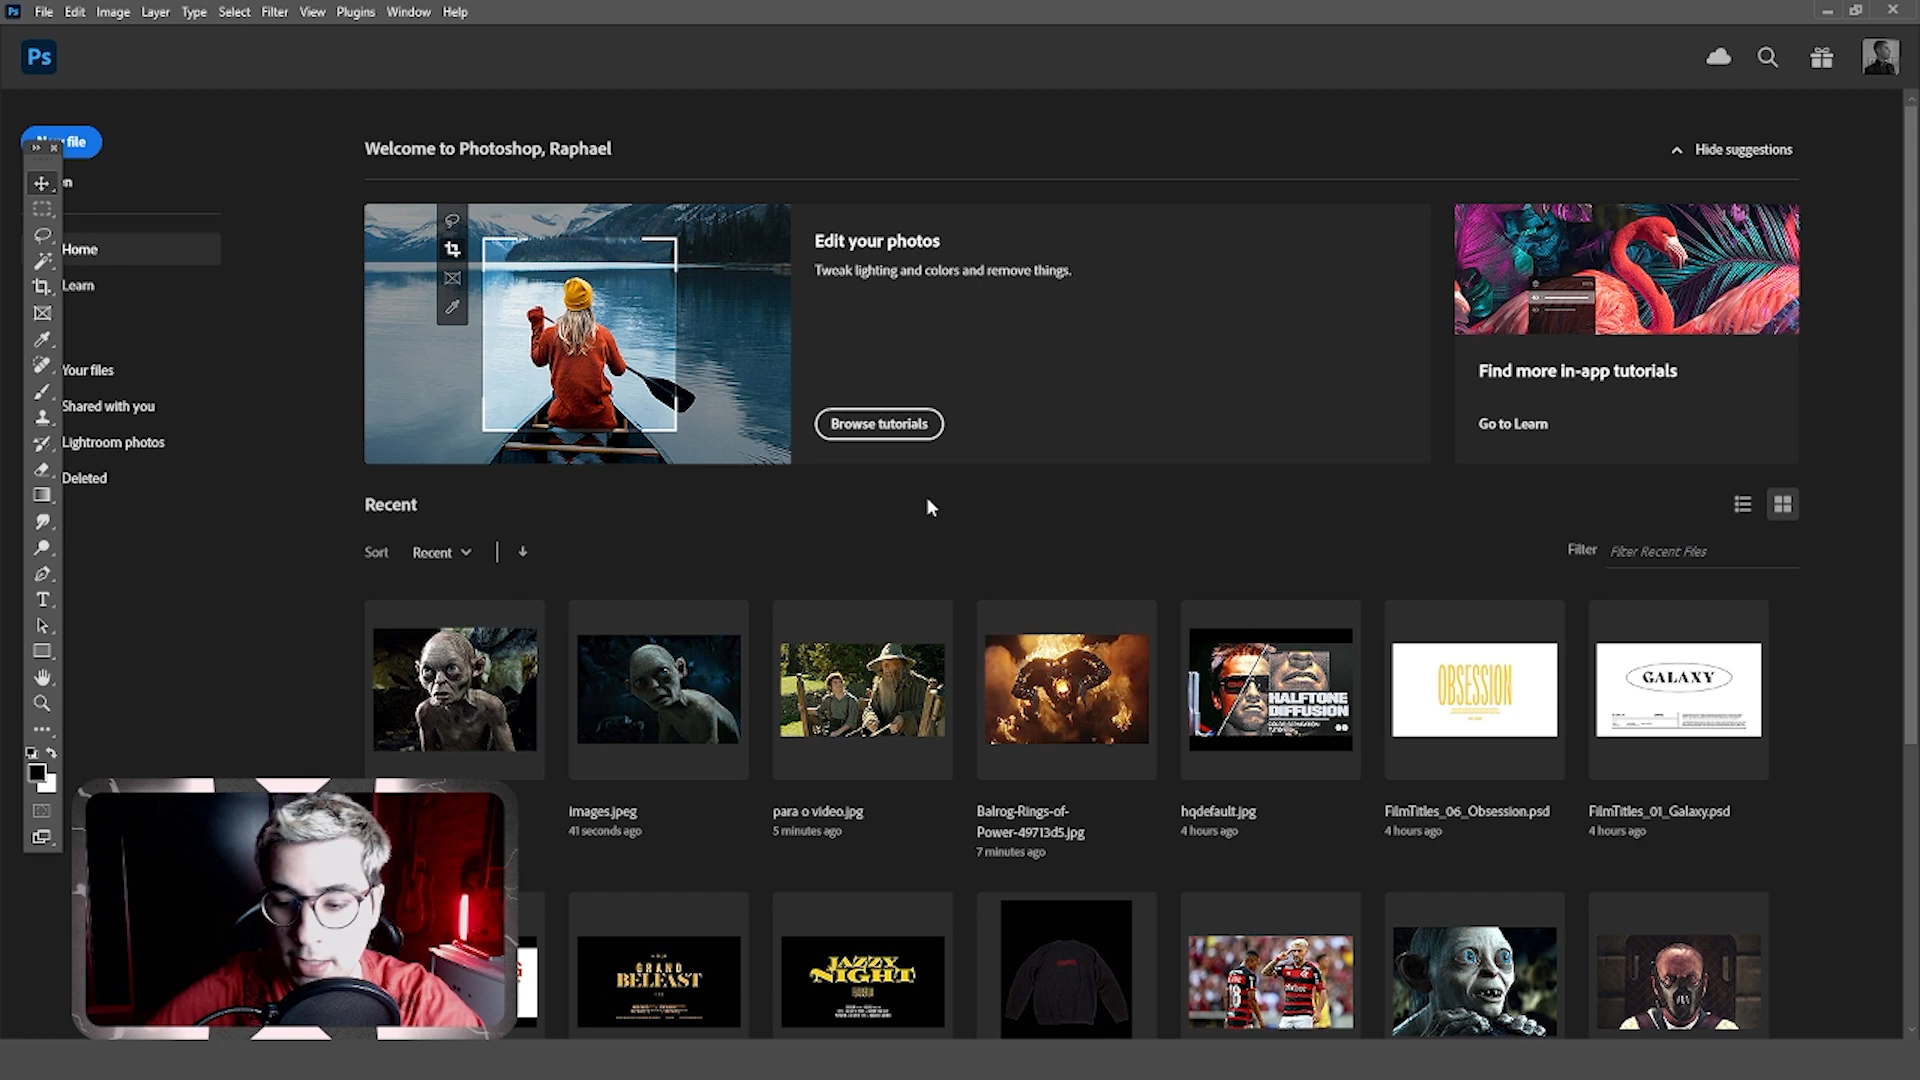 Ps File Edit Image Layer Type Select Filter View Plugins Window Help
Ps
file
Welcome to Photoshop, Raphael
Hide suggestions
en
Home
Learn
Your files
Shared with you
Lightroom photos
Deleted
Edit your photos
Tweak lighting and colors and remove things.
Browse tutorials
Find more in-app tutorials
Go to Learn
Recent
Sort Recent
Filter Filter Recent Files
HALFTONE
DIFFUSION
OBSESSION
GALAXY
images.jpeg
41 seconds ago
para o video.jpg
5 minutes ago
Balrog-Rings-of-
Power-49713d5.jpg
7 minutes ago
hqdefault.jpg
4 hours ago
FilmTitles_06_Obsession.psd
4 hours ago
FilmTitles_01_Galaxy.psd
4 hours ago
GRAND
BELFAST
JAZZY
NIGHT
18